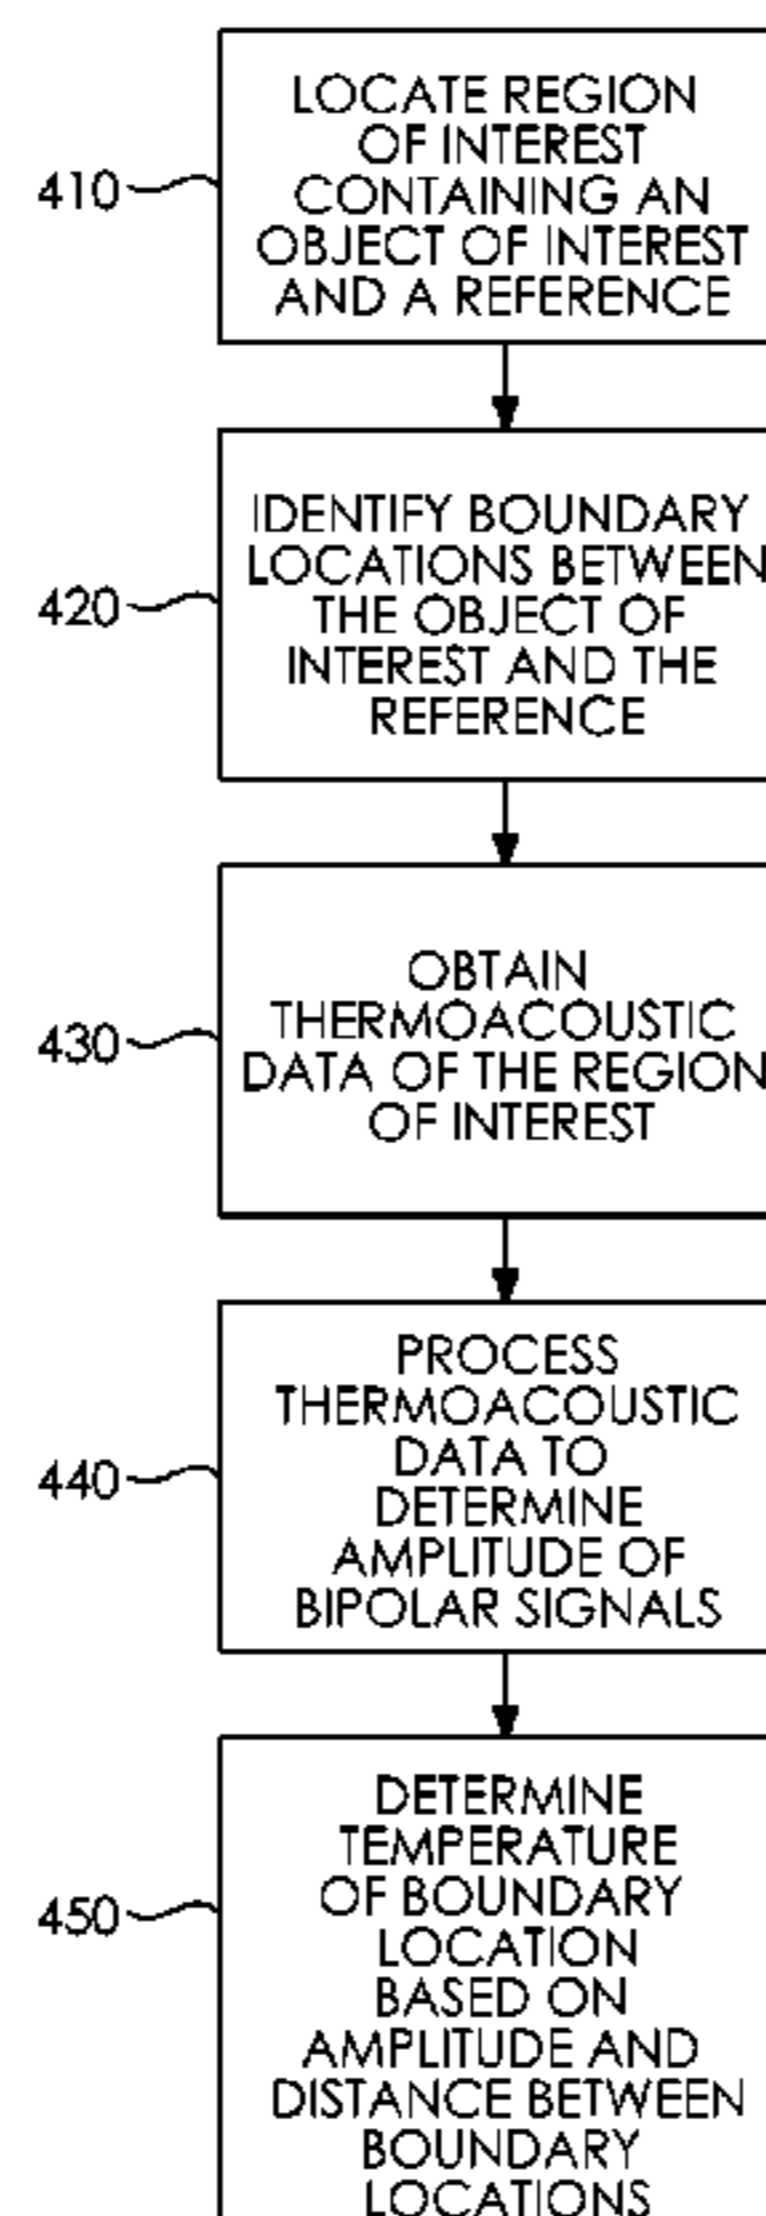 LOCATE REGION
OF INTEREST
410
CONTAINING AN
OBJECT OF INTEREST
AND A REFERENCE
IDENTIFY BOUNDARY
LOCATIONS BETWEEN
420
THE OBJECT OF
INTEREST AND THE
REFERENCE
OBTAIN
THERMOACOUSTIC
430
DATA OF THE REGION
OF INTEREST
PROCESS
THERMOACOUSTIC
DATA TO
440
DETERMINE
AMPLITUDE OF
BIPOLAR SIGNALS
DETERMINE
TEMPERATURE
OF BOUNDARY
450
LOCATION
BASED ON
AMPLITUDE AND
DISTANCE BETWEEN
BOUNDARY
LOCATIONS